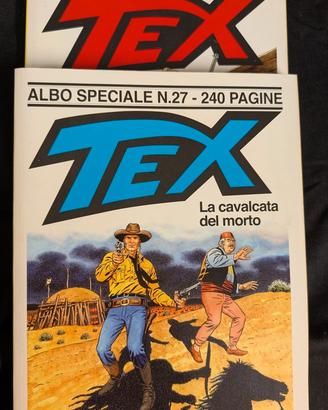 TEX
ALBO SPECIALE N.27 - 240 PAGINE
TEX
La cavalcata
del morto